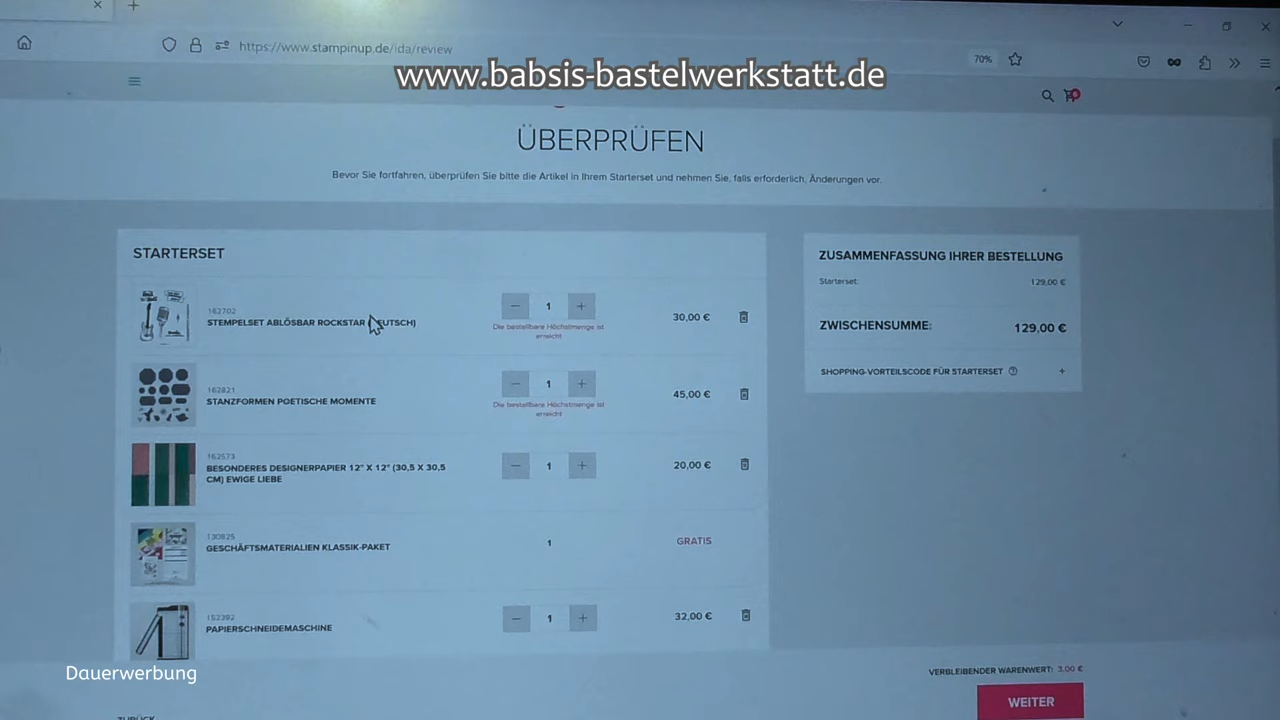 https://www.stampinup.de/ida/review
70%
www.babsis-bastelwerkstatt.de
ÜBERPRÜFEN
Bevor Sie fortfahren, überprüfen Sie bitte die Artikel in Ihrem Starterset und nehmen Sie, falls erforderlich, Änderungen vor.
STARTERSET
162702
STEMPELSET ABLÖSBAR ROCKSTAR EUTSCH)
1
Die bestellbare Höchstmenge ist
erreicht
30,00 €
162821
STANZFORMEN POETISCHE MOMENTE
1
Die bestellbare Höchstmenge ist
erreicht
45,00 €
162573
BESONDERES DESIGNERPAPIER 12" X 12" (30,5 X 30,5
CM) EWIGE LIEBE
1
20,00 €
130825
GESCHÄFTSMATERIALIEN KLASSIK-PAKET
1
GRATIS
152392
PAPIERSCHNEIDEMASCHINE
1
32,00 €
ZUSAMMENFASSUNG IHRER BESTELLUNG
Starterset: 129,00 €
ZWISCHENSUMME: 129,00 €
SHOPPING-VORTEILSCODE FÜR STARTERSET
Dauerwerbung
VERBLEIBENDER WARENWERT: 3,00 €
WEITER
ZURÜCK